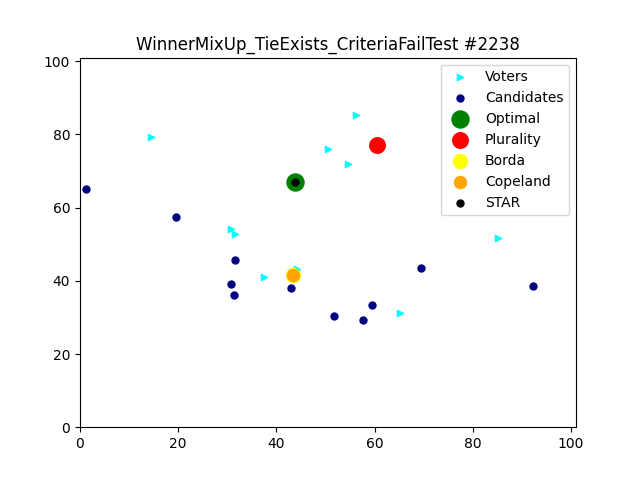 WinnerMixUp_TieExists_CriteriaFailTest #2238
100
80
60
40
20
0
0
20
40
60
80
100
Voters
Candidates
Optimal
Plurality
Borda
Copeland
STAR